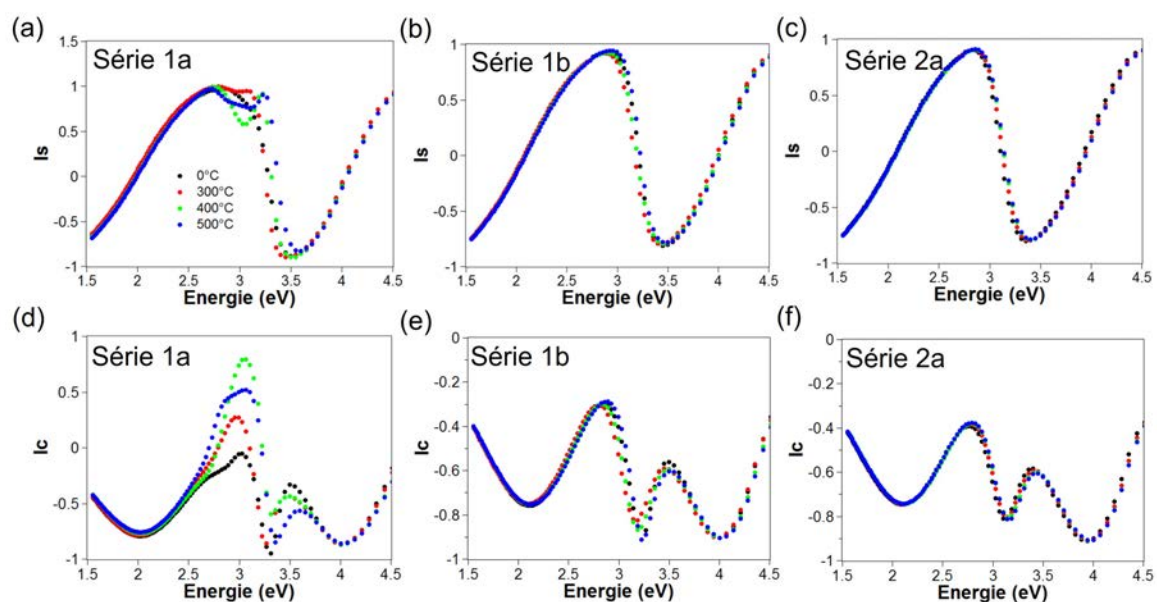 (a)
Série 1a
1.5
1
0.5
0
-0.5
-1
Is
0°C
300°C
400°C
500°C
1.5 2 2.5 3 3.5 4 4.5
Energie (eV)
(b)
Série 1b
1
0.5
0
-0.5
-1
Is
1.5 2 2.5 3 3.5 4 4.5
Energie (eV)
(c)
Série 2a
1
0.5
0
-0.5
-1
Is
1.5 2 2.5 3 3.5 4 4.5
Energie (eV)
(d)
Série 1a
1
0.5
0
-0.5
-1
Ic
1.5 2 2.5 3 3.5 4 4.5
Energie (eV)
(e)
Série 1b
0
-0.2
-0.4
-0.6
-0.8
-1
Ic
1.5 2 2.5 3 3.5 4 4.5
Energie (eV)
(f)
Série 2a
0
-0.2
-0.4
-0.6
-0.8
-1
Ic
1.5 2 2.5 3 3.5 4 4.5
Energie (eV)